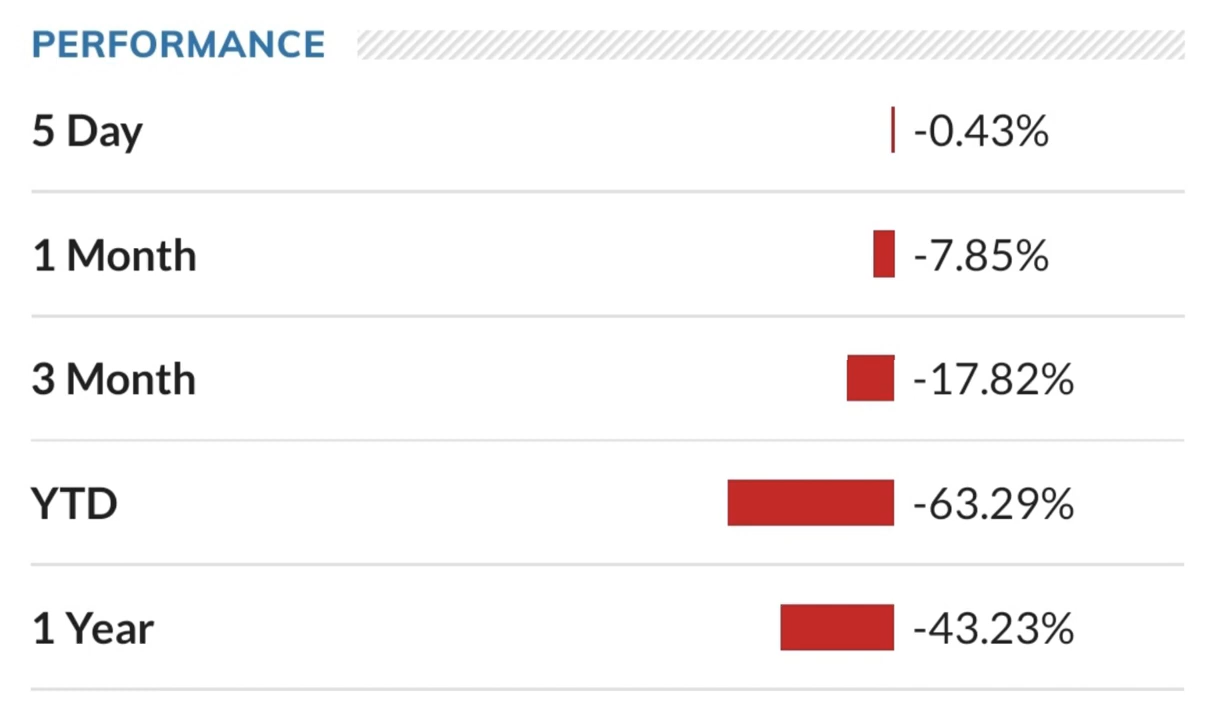 PERFORMANCE
5 Day -0.43%
1 Month -7.85%
3 Month -17.82%
YTD -63.29%
1 Year -43.23%